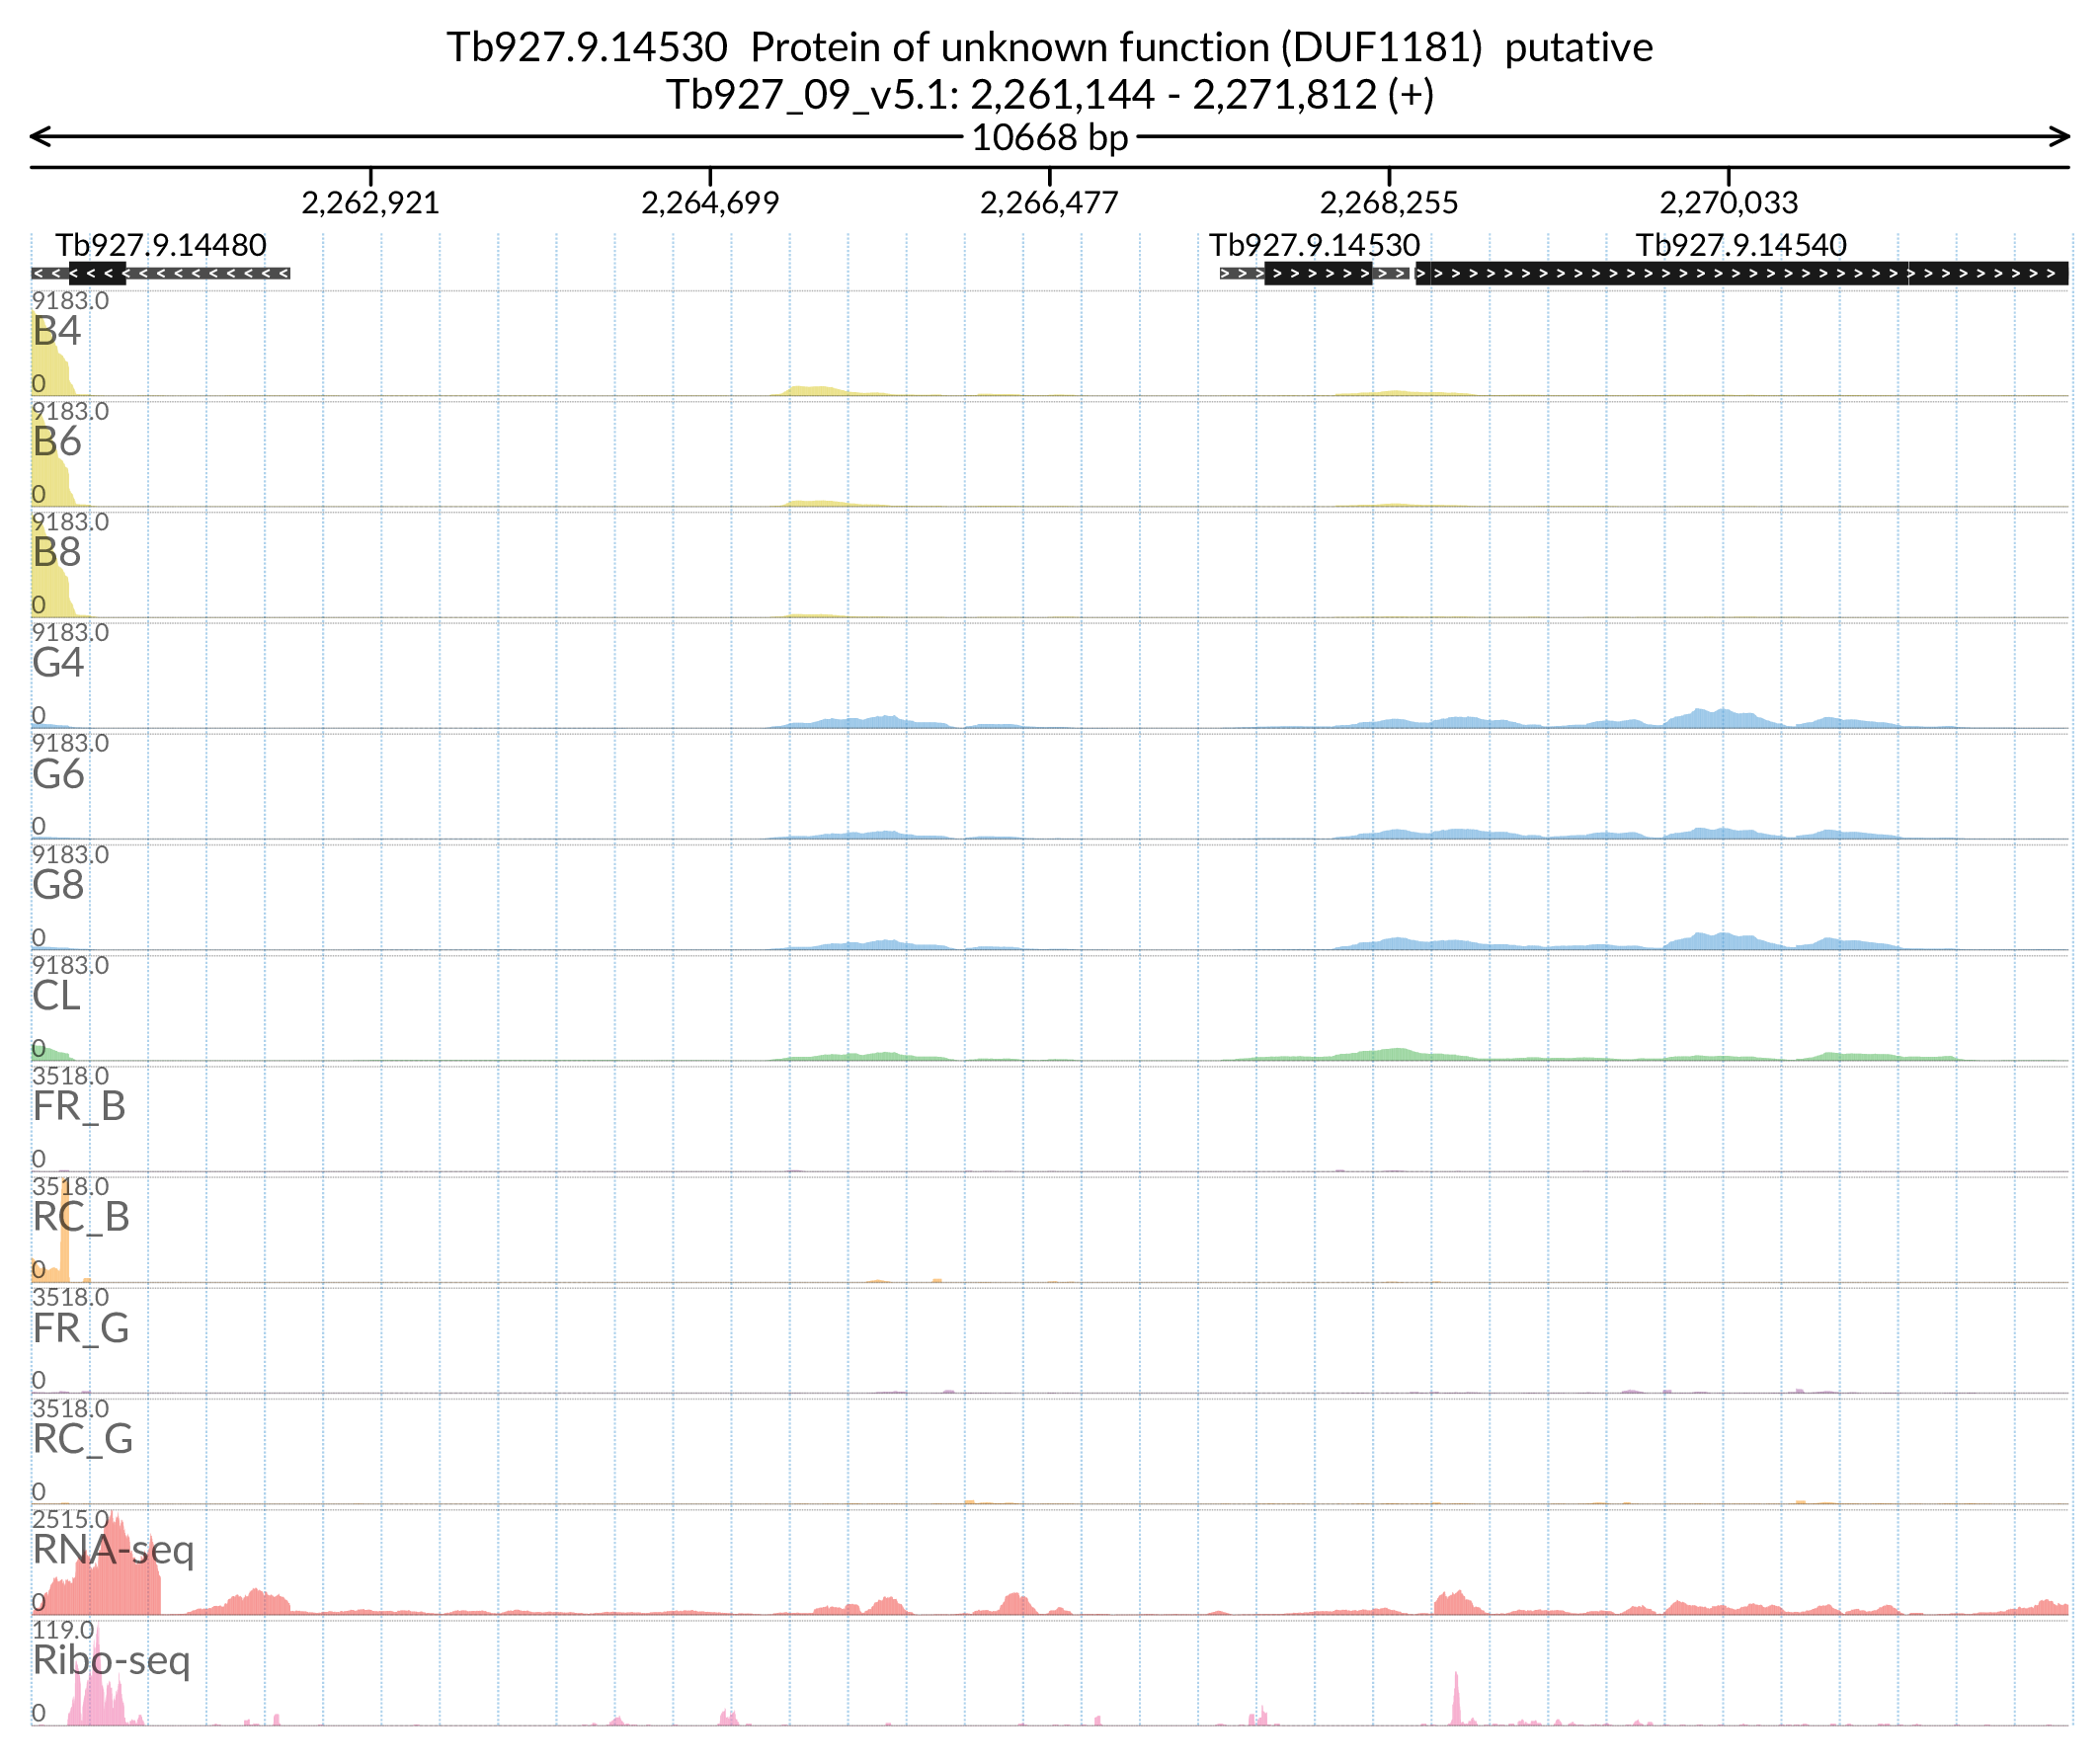 Tb927.9.14530  Protein of unknown function (DUF1181)  putative
Tb927_09_v5.1: 2,261,144 - 2,271,812 (+)
10668 bp
2,262,921 2,264,699 2,266,477 2,268,255 2,270,033
Tb927.9.14480 Tb927.9.14530 Tb927.9.14540
9183.0
B4
0
9183.0
B6
0
9183.0
B8
0
9183.0
G4
0
9183.0
G6
0
9183.0
G8
0
9183.0
CL
0
3518.0
FR_B
0
3518.0
RC_B
0
3518.0
FR_G
0
3518.0
RC_G
0
2515.0
RNA-seq
0
119.0
Ribo-seq
0